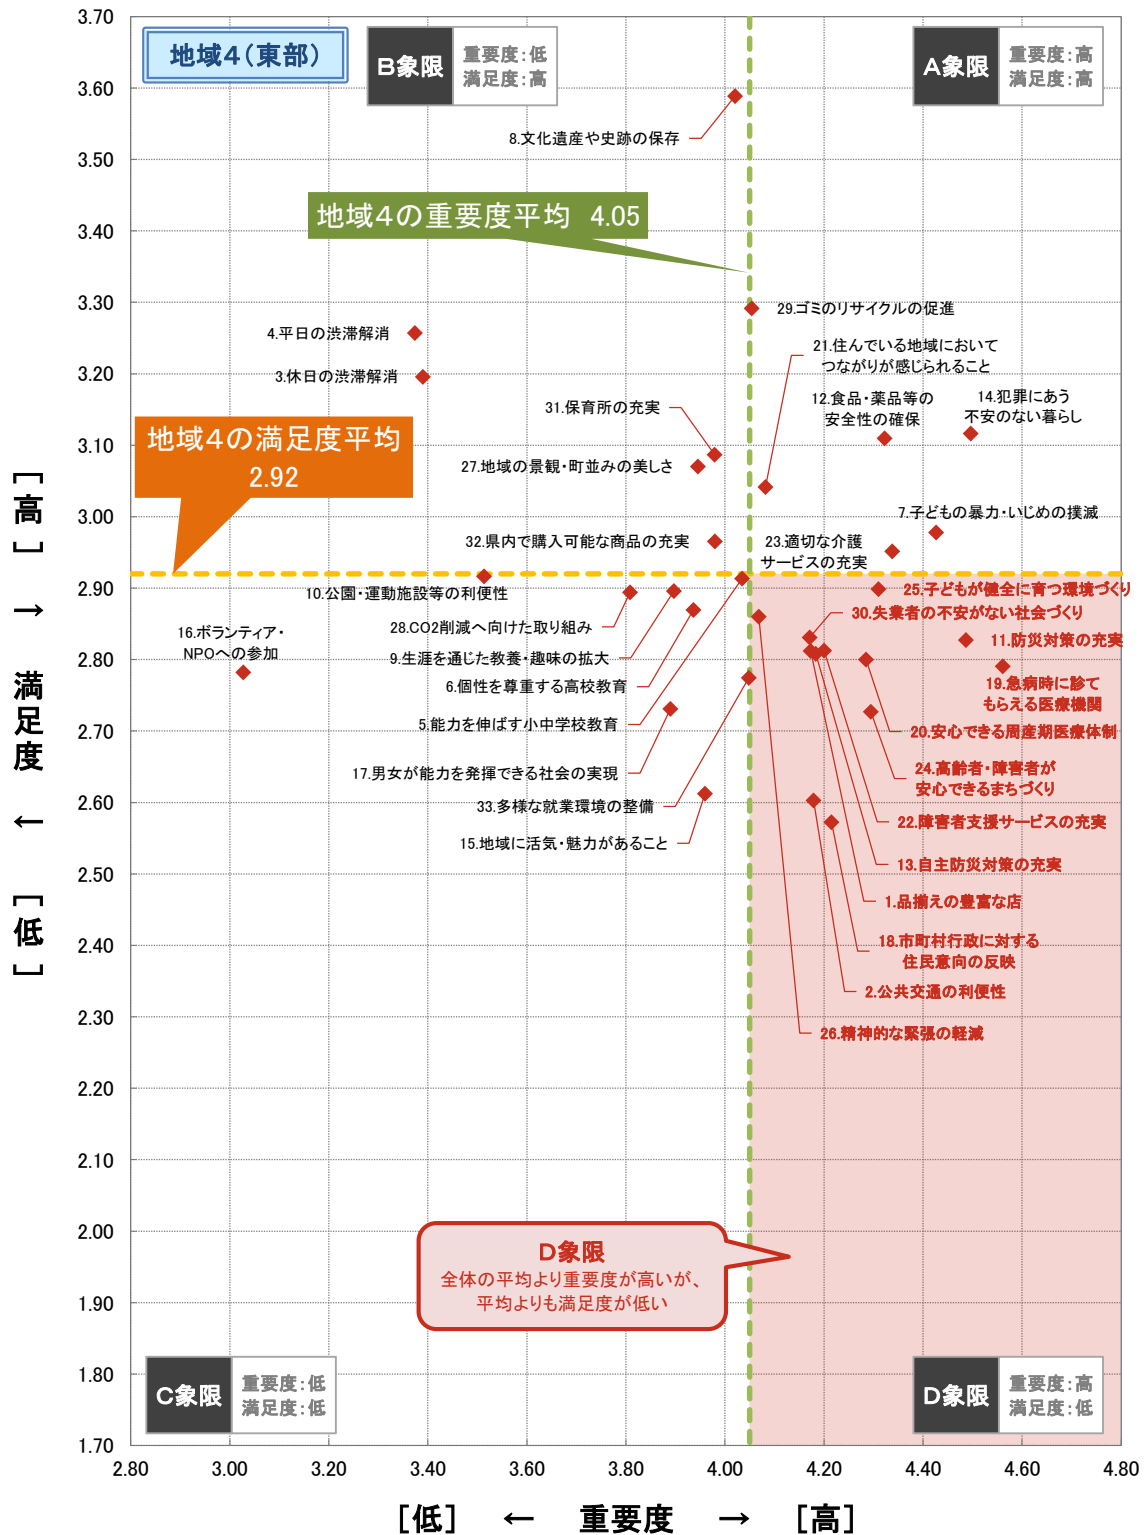 地域4（東部）
B象限
重要度：低
満足度：高
A象限
重要度：高
満足度：高
8.文化遺産や史跡の保存
地域4の重要度平均 4.05
29.ゴミのリサイクルの促進
4.平日の渋滞解消
3.休日の渋滞解消
21.住んでいる地域において
つながりが感じられること
12.食品・薬品等の
安全性の確保
14.犯罪にあう
不安のない暮らし
31.保育所の充実
27.地域の景観・町並みの美しさ
地域4の満足度平均
2.92
7.子どもの暴力・いじめの撲滅
32.県内で購入可能な商品の充実
23.適切な介護
サービスの充実
10.公園・運動施設等の利便性
25.子どもが健全に育つ環境づくり
28.CO2削減へ向けた取り組み
30.失業者の不安がない社会づくり
16.ボランティア・
NPOへの参加
11.防災対策の充実
9.生涯を通じた教養・趣味の拡大
6.個性を尊重する高校教育
19.急病時に診て
もらえる医療機関
5.能力を伸ばす小中学校教育
20.安心できる周産期医療体制
17.男女が能力を発揮できる社会の実現
24.高齢者・障害者が
安心できるまちづくり
33.多様な就業環境の整備
22.障害者支援サービスの充実
15.地域に活気・魅力があること
13.自主防災対策の充実
1.品揃えの豊富な店
18.市町村行政に対する
住民意向の反映
2.公共交通の利便性
26.精神的な緊張の軽減
D象限
全体の平均より重要度が高いが、
平均よりも満足度が低い
C象限
重要度：低
満足度：低
D象限
重要度：高
満足度：低
3.70
3.60
3.50
3.40
3.30
3.20
3.10
3.00
2.90
2.80
2.70
2.60
2.50
2.40
2.30
2.20
2.10
2.00
1.90
1.80
1.70
2.80 3.00 3.20 3.40 3.60 3.80 4.00 4.20 4.40 4.60 4.80
［高］ → 満足度 ← ［低］
［低］ ← 重要度 → ［高］